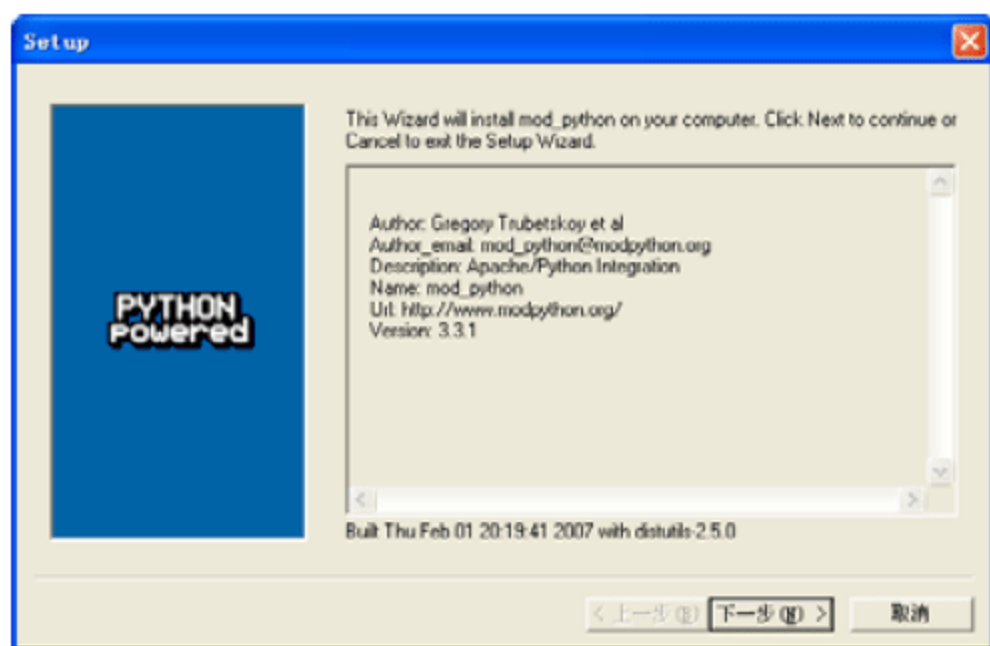 Setup
This Wizard will install mod_python on your computer. Click Next to continue or
Cancel to exit the Setup Wizard.
Author: Gregory Trubetskoy et al
Author_email: mod_python@modpython.org
Description: Apache/Python Integration
Name: mod_python
Url: http://www.modpython.org/
Version: 3.3.1
PYTHON
powered
Built Thu Feb 01 20:19:41 2007 with distutils-2.5.0
< 上一步(B) 下一步(N) > 取消